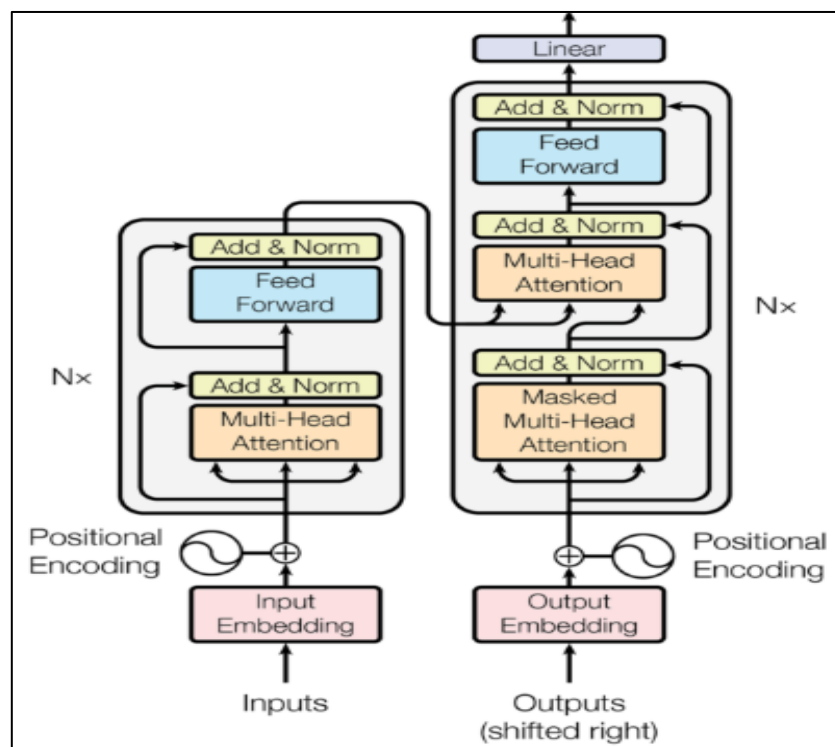 Linear
Add & Norm
Feed
Forward
Add & Norm
Multi-Head
Attention
Add & Norm
Masked
Multi-Head
Attention
Nx
Add & Norm
Feed
Forward
Add & Norm
Multi-Head
Attention
Nx
Positional
Encoding
Positional
Encoding
Input
Embedding
Output
Embedding
Inputs
Outputs
(shifted right)